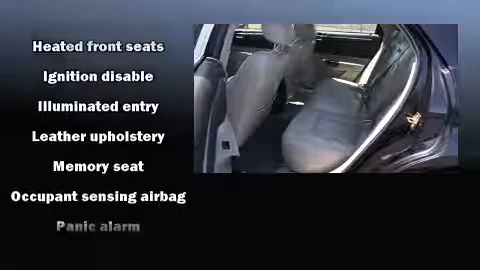 Heated front seats
Ignition disable
Illuminated entry
Leather upholstery
Memory seat
Occupant sensing airbag
Panic alarm